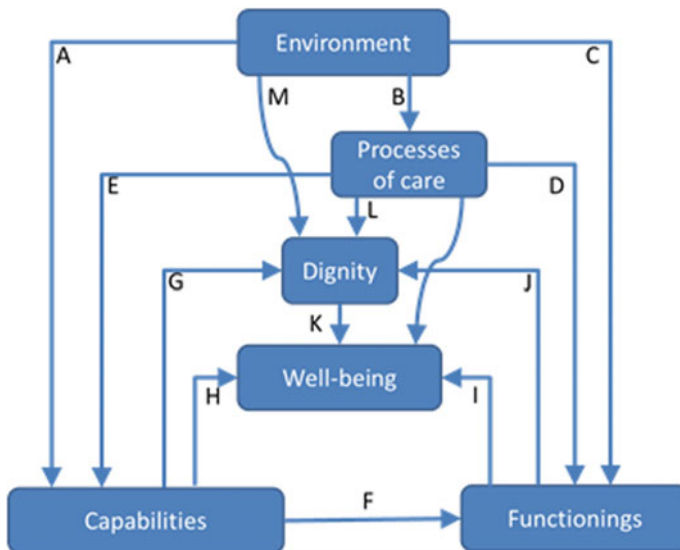 Environment
A
C
M
B
Processes
of care
E
D
L
Dignity
G
J
K
Well-being
H
I
F
Capabilities
Functionings